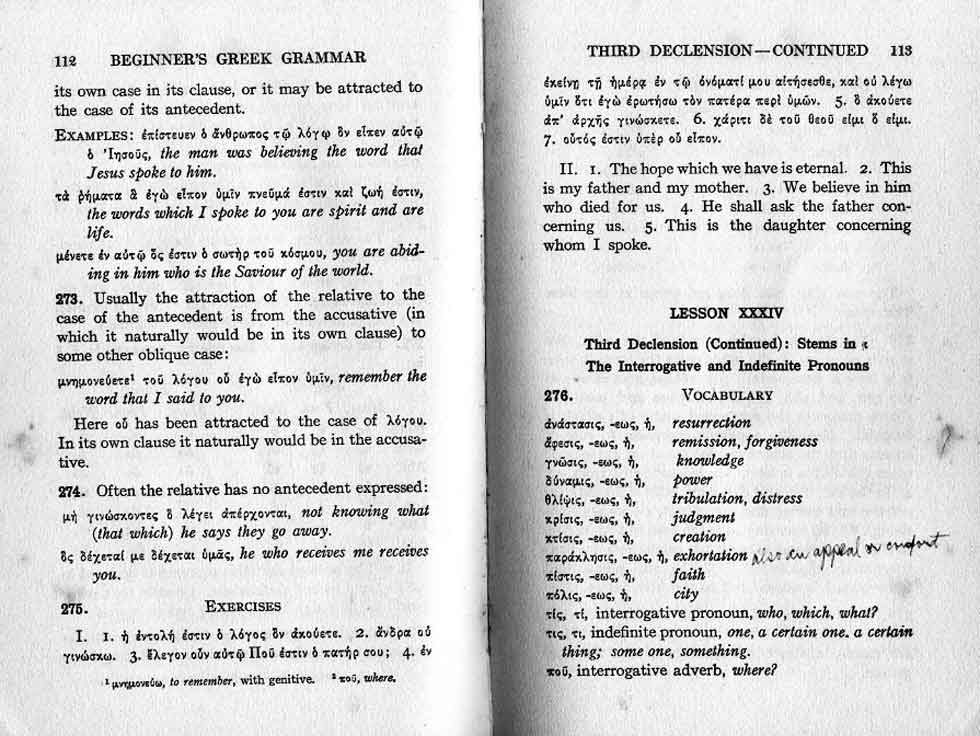 112 BEGINNER'S GREEK GRAMMAR
its own case in its clause, or it may be attracted to
the case of its antecedent.
EXAMPLES: ἐπίστευεν ὁ ἄνθρωπος τῷ λόγῳ ὃν εἶπεν αὐτῷ
ὁ Ἰησοῦς, the man was believing the word that
Jesus spoke to him.
τὰ ῥήματα ἃ ἐγὼ εἶπον ὑμῖν πνεῦμά ἐστιν καὶ ζωή ἐστιν,
the words which I spoke to you are spirit and are
life.
μένετε ἐν αὐτῷ ὅς ἐστιν ὁ σωτὴρ τοῦ κόσμου, you are abid-
ing in him who is the Saviour of the world.
273. Usually the attraction of the relative to the
case of the antecedent is from the accusative (in
which it naturally would be in its own clause) to
some other oblique case:
μνημονεύετε¹ τοῦ λόγου οὗ ἐγὼ εἶπον ὑμῖν, remember the
word that I said to you.
Here οὗ has been attracted to the case of λόγου.
In its own clause it naturally would be in the accusa-
tive.
274. Often the relative has no antecedent expressed:
μὴ γινώσκοντες ὃ λέγει ἀπέρχονται, not knowing what
(that which) he says they go away.
ὃς δέχεταί με δέχεται ὑμᾶς, he who receives me receives
you.
275. EXERCISES
I. 1. ἡ ἐντολή ἐστιν ὁ λόγος ὃν ἀκούετε. 2. ἄνδρα οὐ
γινώσκω. 3. ἔλεγον οὖν αὐτῷ Ποῦ ἐστιν ὁ πατήρ σου; 4. ἐν
¹ μνημονεύω, to remember, with genitive. ² ποῦ, where.
THIRD DECLENSION—CONTINUED 113
ἐκείνῃ τῇ ἡμέρᾳ ἐν τῷ ὀνόματί μου αἰτήσεσθε, καὶ οὐ λέγω
ὑμῖν ὅτι ἐγὼ ἐρωτήσω τὸν πατέρα περὶ ὑμῶν. 5. ὃ ἀκούετε
ἀπ' ἀρχῆς γινώσκετε. 6. χάριτι δὲ τοῦ θεοῦ εἰμι ὅ εἰμι.
7. οὗτός ἐστιν ὑπὲρ οὗ εἶπον.
II. 1. The hope which we have is eternal. 2. This
is my father and my mother. 3. We believe in him
who died for us. 4. He shall ask the father con-
cerning us. 5. This is the daughter concerning
whom I spoke.
LESSON XXXIV
Third Declension (Continued): Stems in ι
The Interrogative and Indefinite Pronouns
276. VOCABULARY
ἀνάστασις, -εως, ἡ, resurrection
ἄφεσις, -εως, ἡ, remission, forgiveness
γνῶσις, -εως, ἡ, knowledge
δύναμις, -εως, ἡ, power
θλίψις, -εως, ἡ, tribulation, distress
κρίσις, -εως, ἡ, judgment
κτίσις, -εως, ἡ, creation
παράκλησις, -εως, ἡ, exhortation also an appeal or comfort
πίστις, -εως, ἡ, faith
πόλις, -εως, ἡ, city
τίς, τί, interrogative pronoun, who, which, what?
τις, τι, indefinite pronoun, one, a certain one. a certain
thing; some one, something.
ποῦ, interrogative adverb, where?